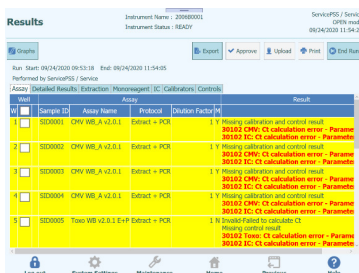 Results
Instrument Name : 200680001
Instrument Status : READY
ServicePSS / Servic
OPEN mod
09/24/2020 11:54:2
Graphs
Export
Approve
Upload
Print
End Run
Run Start: 09/24/2020 09:53:18 End: 09/24/2020 11:54:05
Performed by ServicePSS / Service
Assay Detailed Results Extraction Monoreagent IC Calibrators Controls
Well Assay Result
W Sample ID Assay Name Protocol Dilution Factor M
1 SID0001 CMV WB_A v2.0.1 Extract + PCR 1 Y Missing calibration and control result
30102 CMV: Ct calculation error - Parame
30102 IC: Ct calculation error - Paramete
2 SID0002 CMV WB_A v2.0.1 Extract + PCR 1 Y Missing calibration and control result
30102 CMV: Ct calculation error - Parame
30102 IC: Ct calculation error - Paramete
3 SID0003 CMV WB_A v2.0.1 Extract + PCR 1 Y Missing calibration and control result
30102 CMV: Ct calculation error - Parame
30102 IC: Ct calculation error - Paramete
4 SID0004 CMV WB_A v2.0.1 Extract + PCR 1 Y Missing calibration and control result
30102 CMV: Ct calculation error - Parame
30102 IC: Ct calculation error - Paramete
5 SID0005 Toxo WB v2.0.1 E+P Extract + PCR 1 N Invalid-Failed to calculate Ct
Missing control result
30102 Toxo: Ct calculation error - Parame
30102 IC: Ct calculation error - Paramete
Log out System Settings Maintenance Home Previous Help